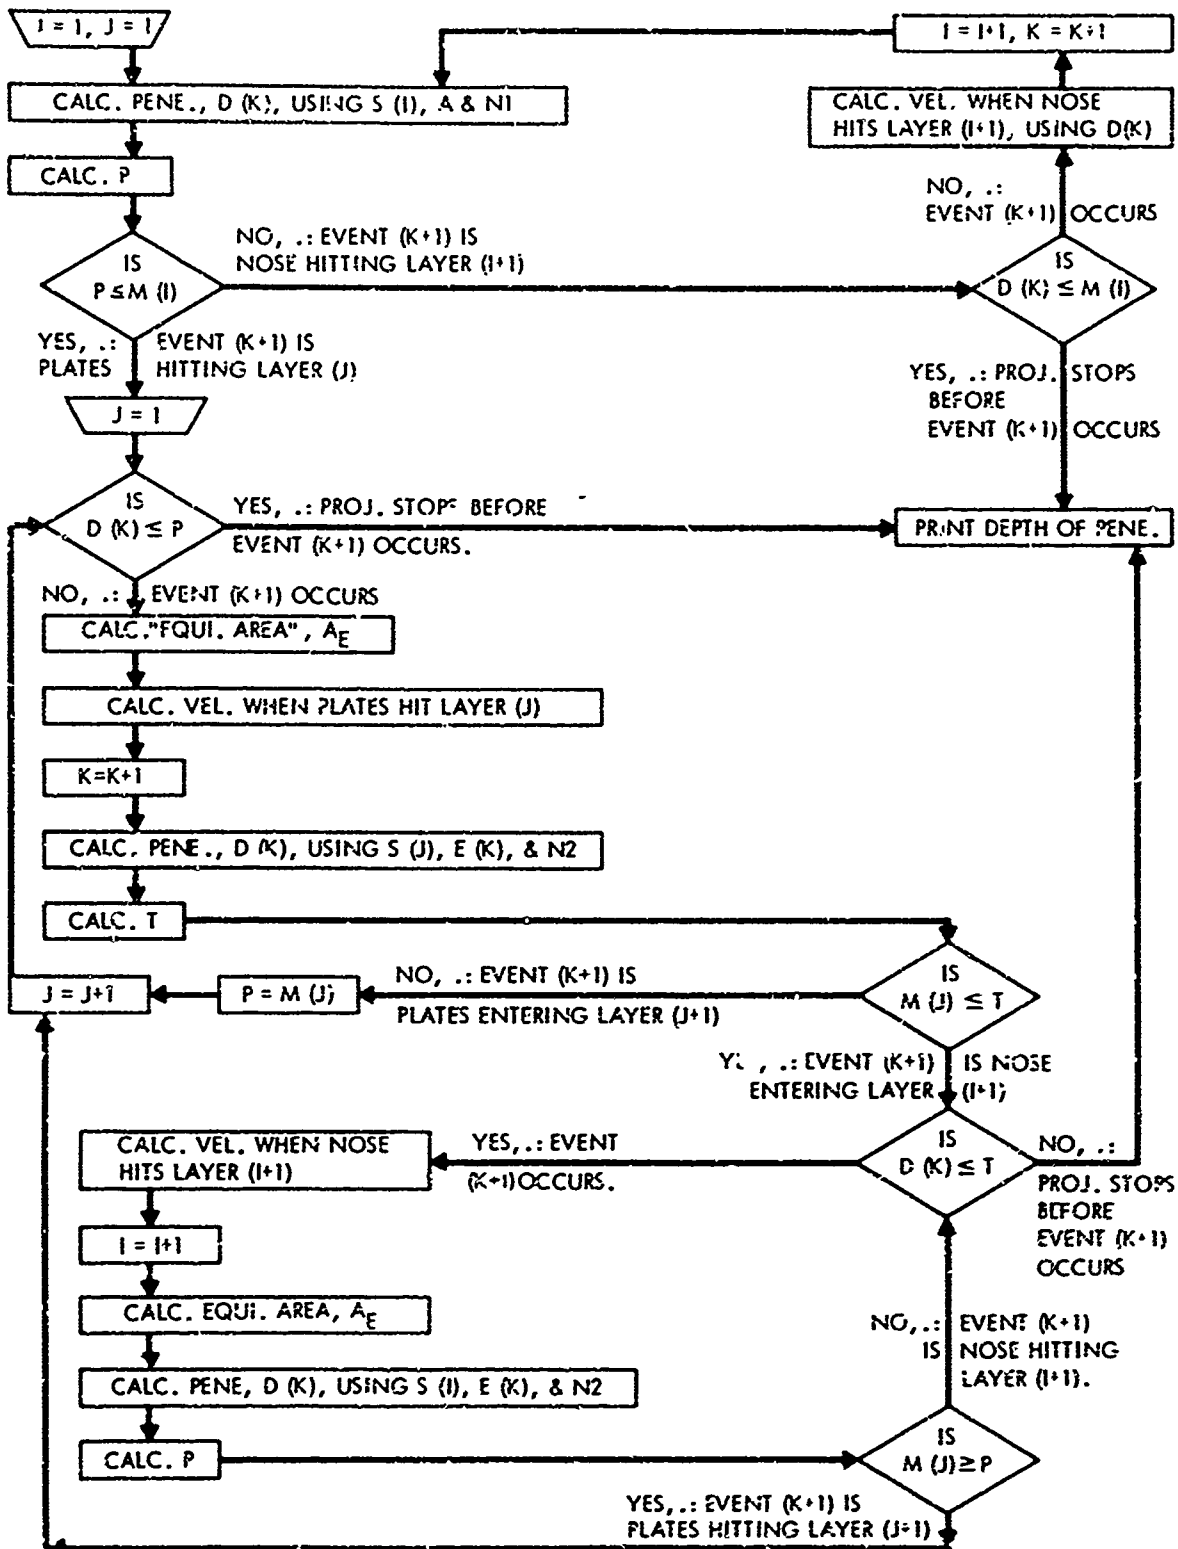 I = 1, J = 1
I = I+1, K = K+1
CALC. PENE., D (K), USING S (I), A & N1
CALC. VEL. WHEN NOSE
HITS LAYER (I+1), USING D(K)
CALC. P
NO, .: EVENT (K+1) IS
NOSE HITTING LAYER (I+1)
NO, .:
EVENT (K+1) OCCURS
IS
P ≤ M (I)
IS
D (K) ≤ M (I)
YES, .: EVENT (K+1) IS
PLATES HITTING LAYER (J)
YES, .: PROJ. STOPS
BEFORE
EVENT (K+1) OCCURS
J = 1
IS
D (K) ≤ P
YES, .: PROJ. STOPS BEFORE
EVENT (K+1) OCCURS.
PRINT DEPTH OF PENE.
NO, .: EVENT (K+1) OCCURS
CALC."EQUI. AREA", AE
CALC. VEL. WHEN PLATES HIT LAYER (J)
K=K+1
CALC. PENE., D (K), USING S (J), E (K), & N2
CALC. T
IS
M (J) ≤ T
NO, .: EVENT (K+1) IS
PLATES ENTERING LAYER (J+1)
P = M (J)
J = J+1
.: EVENT (K+1) IS NOSE
ENTERING LAYER (I+1)
IS
D (K) ≤ T
YES,.: EVENT
(K+1) OCCURS.
NO, .:
PROJ. STOPS
BEFORE
EVENT (K+1)
OCCURS
CALC. VEL. WHEN NOSE
HITS LAYER (I+1)
I = I+1
CALC. EQUI. AREA, AE
CALC. PENE, D (K), USING S (I), E (K), & N2
CALC. P
NO,.: EVENT (K+1)
IS NOSE HITTING
LAYER (I+1).
IS
M (J) ≥ P
YES,.: EVENT (K+1) IS
PLATES HITTING LAYER (J+1)